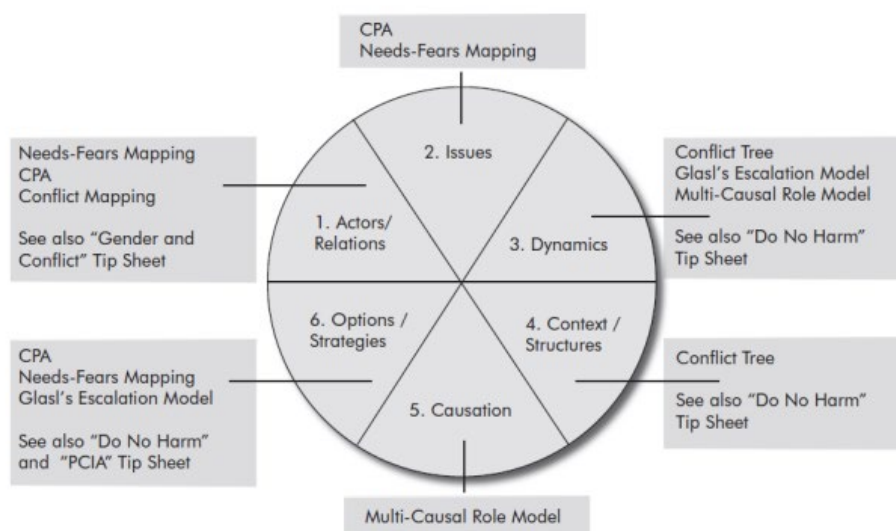 CPA
Needs-Fears Mapping
2. Issues
Needs-Fears Mapping
CPA
Conflict Mapping
See also “Gender and
Conflict” Tip Sheet
1. Actors/
Relations
Conflict Tree
Glasl’s Escalation Model
Multi-Causal Role Model
See also “Do No Harm”
Tip Sheet
3. Dynamics
6. Options /
Strategies
4. Context /
Structures
CPA
Needs-Fears Mapping
Glasl’s Escalation Model
See also “Do No Harm”
and “PCIA” Tip Sheet
Conflict Tree
See also “Do No Harm”
Tip Sheet
5. Causation
Multi-Causal Role Model